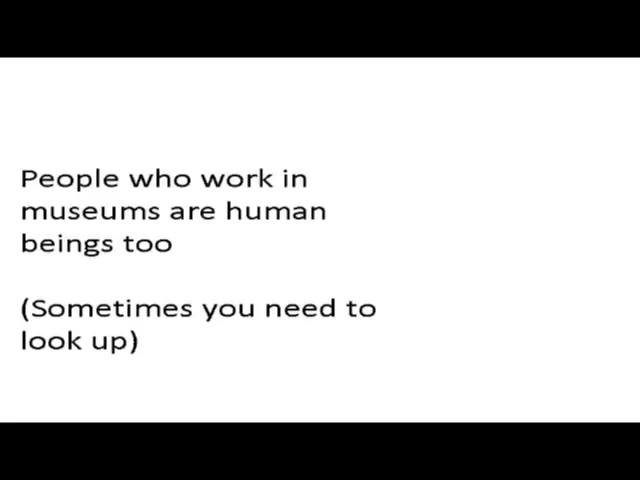 People who work in
museums are human
beings too
(Sometimes you need to
look up)